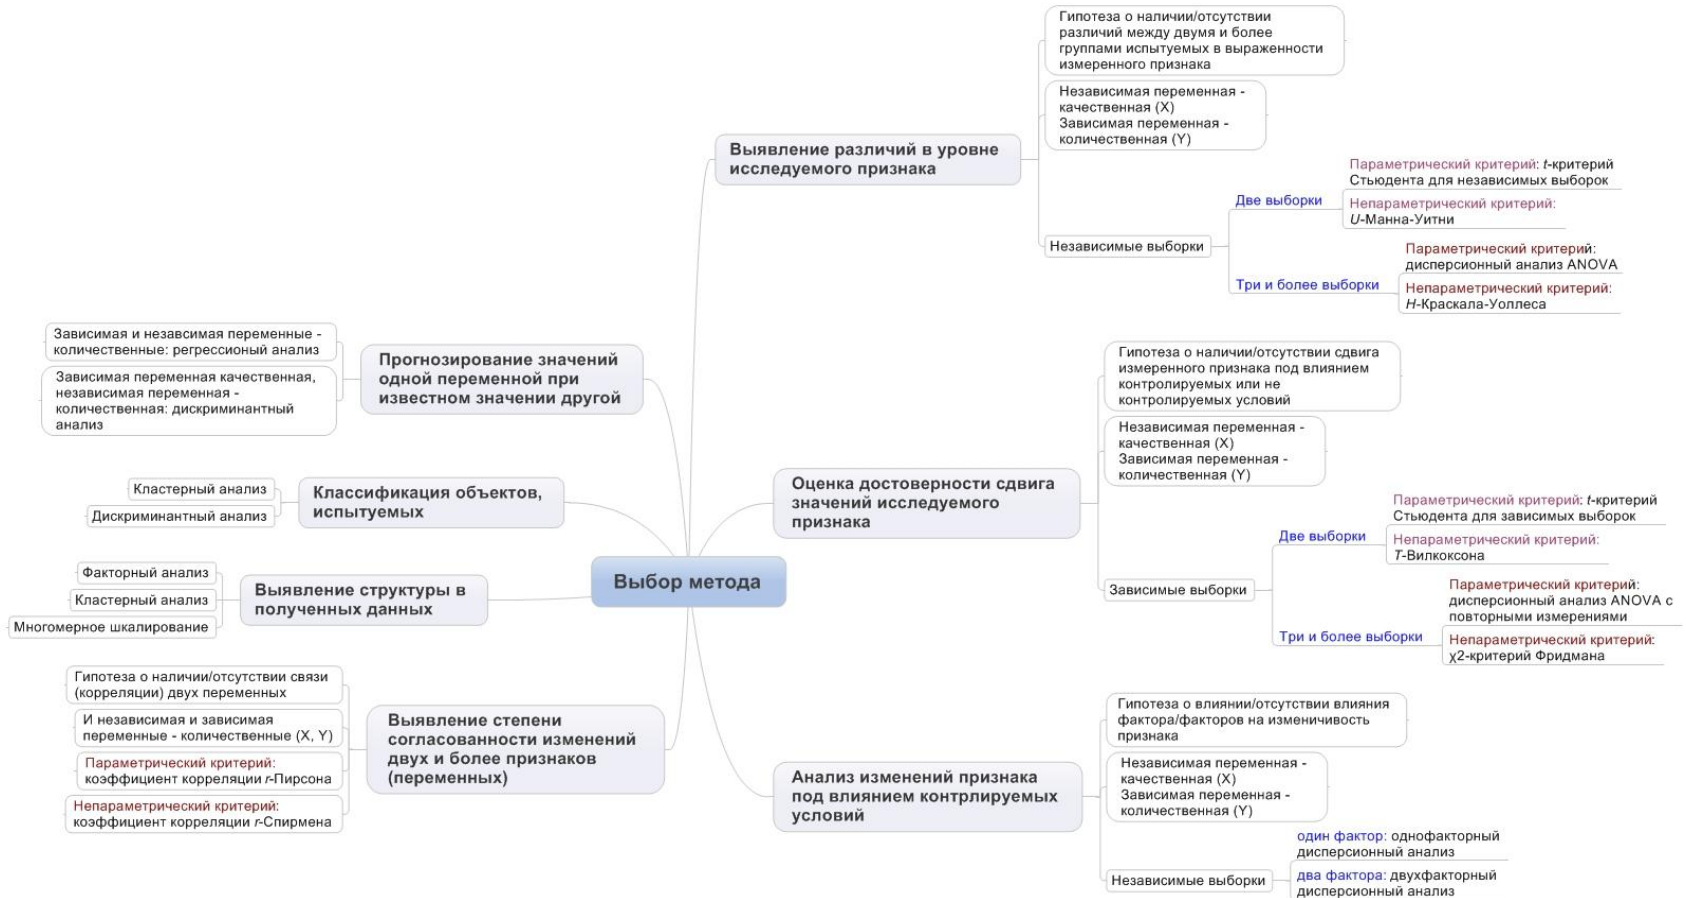 Выбор метода
Выявление различий в уровне
исследуемого признака
Гипотеза о наличии/отсутствии
различий между двумя и более
группами испытуемых в выраженности
измеренного признака
Независимая переменная -
качественная (X)
Зависимая переменная -
количественная (Y)
Независимые выборки
Две выборки
Параметрический критерий: t-критерий
Стьюдента для независимых выборок
Непараметрический критерий:
U-Манна-Уитни
Три и более выборки
Параметрический критерий:
дисперсионный анализ ANOVA
Непараметрический критерий:
H-Краскала-Уоллеса
Оценка достоверности сдвига
значений исследуемого
признака
Гипотеза о наличии/отсутствии сдвига
измеренного признака под влиянием
контролируемых или не
контролируемых условий
Независимая переменная -
качественная (X)
Зависимая переменная -
количественная (Y)
Зависимые выборки
Две выборки
Параметрический критерий: t-критерий
Стьюдента для зависимых выборок
Непараметрический критерий:
T-Вилкоксона
Три и более выборки
Параметрический критерий:
дисперсионный анализ ANOVA с
повторными измерениями
Непараметрический критерий:
χ2-критерий Фридмана
Анализ изменений признака
под влиянием контрлируемых
условий
Гипотеза о влиянии/отсутствии влияния
фактора/факторов на изменичивость
признака
Независимая переменная -
качественная (X)
Зависимая переменная -
количественная (Y)
Независимые выборки
один фактор: однофакторный
дисперсионный анализ
два фактора: двухфакторный
дисперсионный анализ
Прогнозирование значений
одной переменной при
известном значении другой
Зависимая и незавсимая переменные -
количественные: регрессионый анализ
Зависимая переменная качественная,
независимая переменная -
количественная: дискриминантный
анализ
Классификация объектов,
испытуемых
Кластерный анализ
Дискриминантный анализ
Выявление структуры в
полученных данных
Факторный анализ
Кластерный анализ
Многомерное шкалирование
Выявление степени
согласованности изменений
двух и более признаков
(переменных)
Гипотеза о наличии/отсутствии связи
(корреляции) двух переменных
И независимая и зависимая
переменные - количественные (X, Y)
Параметрический критерий:
коэффициент корреляции r-Пирсона
Непараметрический критерий:
коэффициент корреляции r-Спирмена